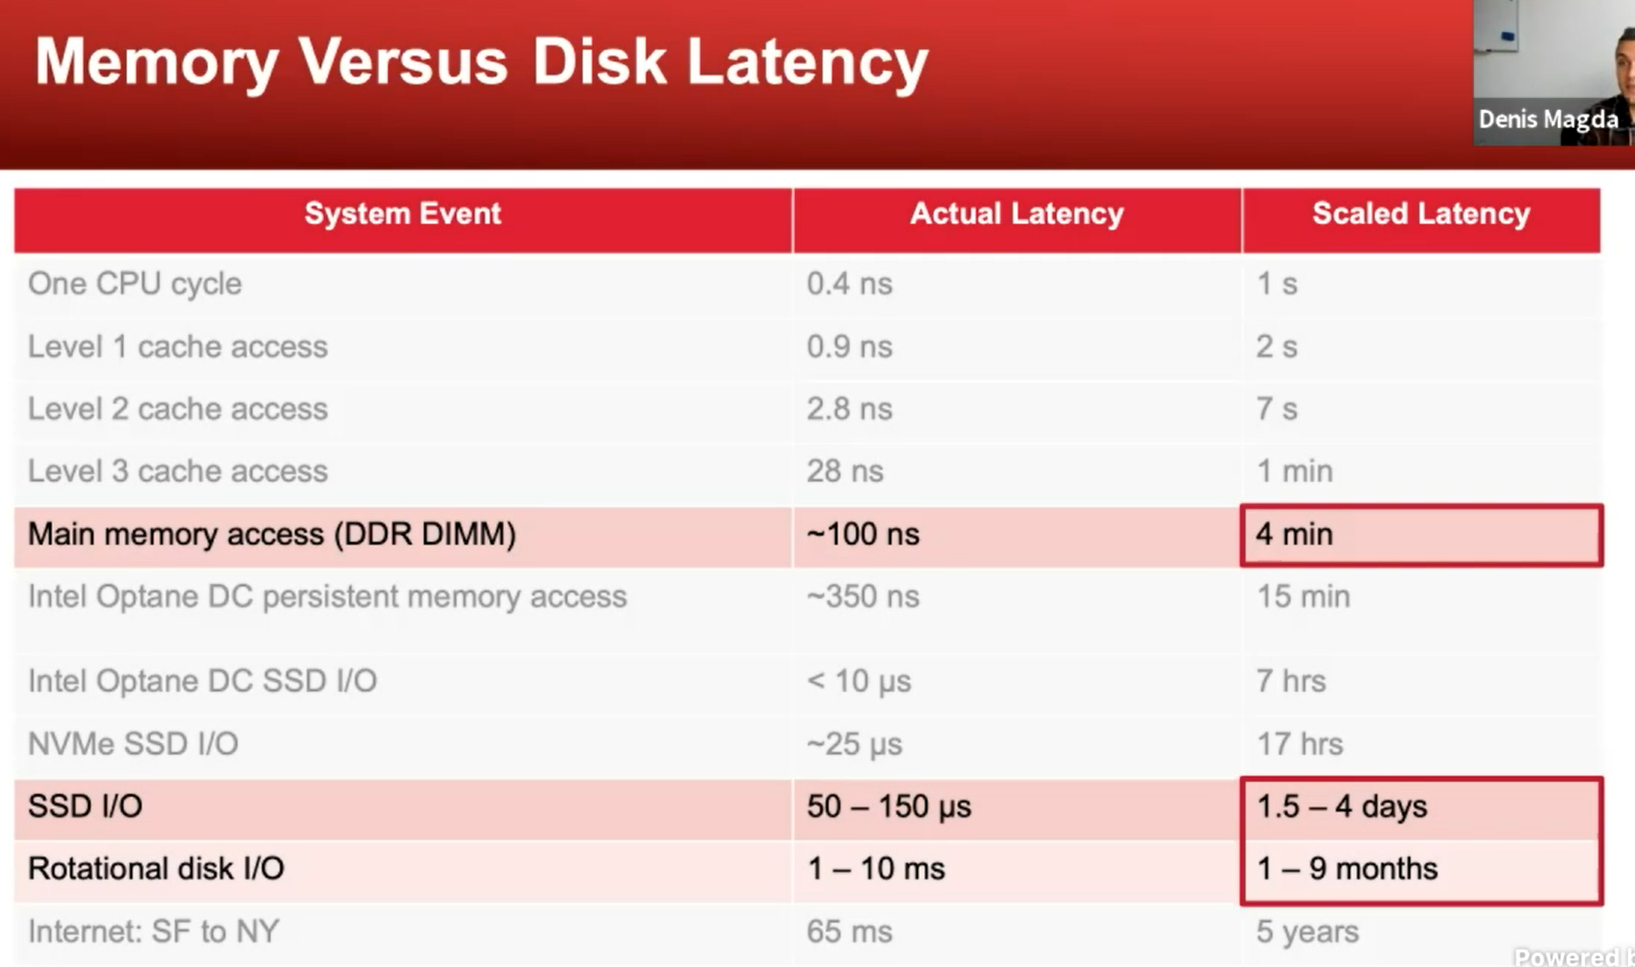 Memory Versus Disk Latency
Denis Magda
System Event Actual Latency Scaled Latency
One CPU cycle 0.4 ns 1 s
Level 1 cache access 0.9 ns 2 s
Level 2 cache access 2.8 ns 7 s
Level 3 cache access 28 ns 1 min
Main memory access (DDR DIMM) ~100 ns 4 min
Intel Optane DC persistent memory access ~350 ns 15 min
Intel Optane DC SSD I/O < 10 µs 7 hrs
NVMe SSD I/O ~25 µs 17 hrs
SSD I/O 50 – 150 µs 1.5 – 4 days
Rotational disk I/O 1 – 10 ms 1 – 9 months
Internet: SF to NY 65 ms 5 years
Powered